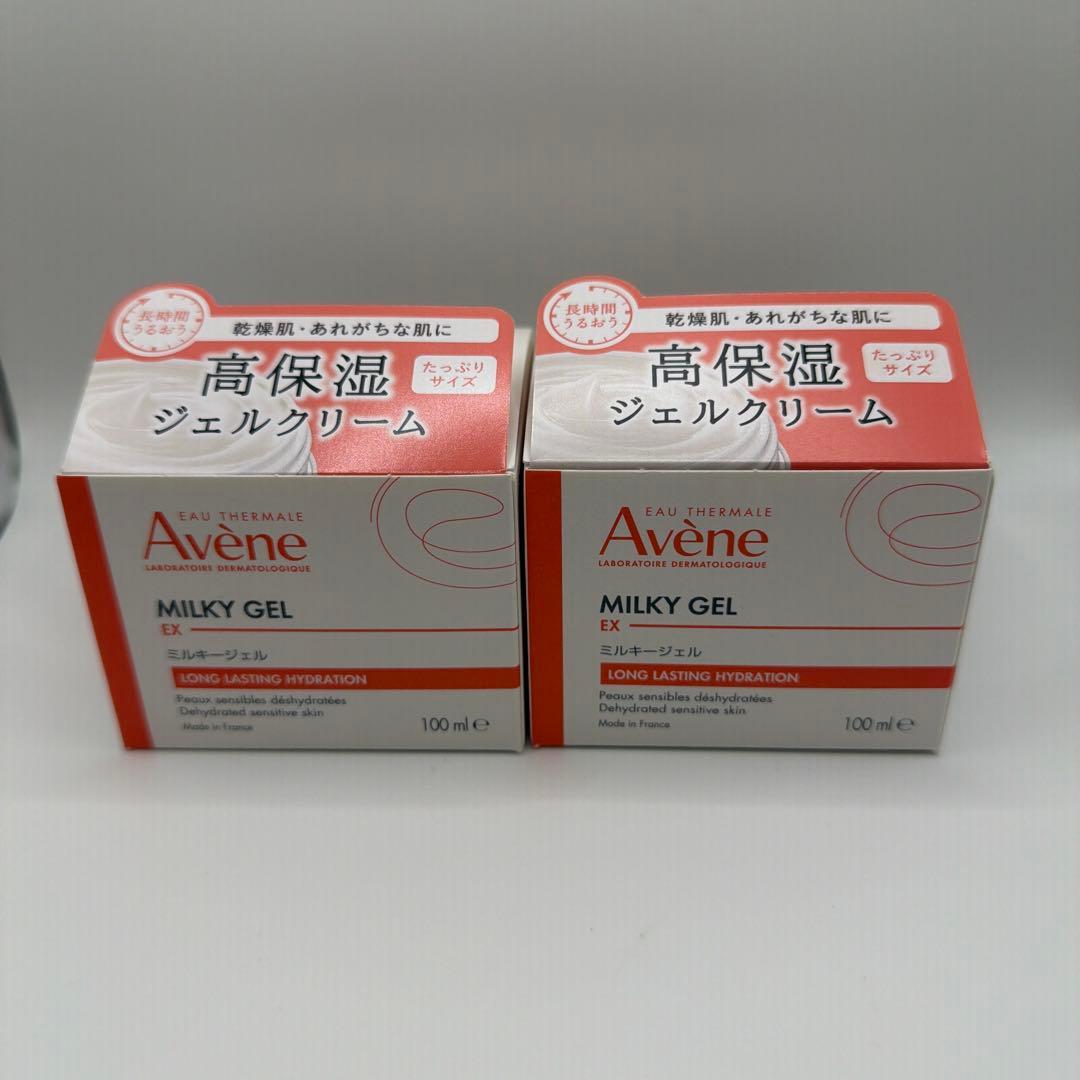 長時間
うるおう
乾燥肌・あれがちな肌に
高保湿
たっぷり
サイズ
ジェルクリーム
EAU THERMALE
Avène
LABORATOIRE DERMATOLOGIQUE
MILKY GEL
EX
ミルキージェル
LONG LASTING HYDRATION
Peaux sensibles déshydratées
Dehydrated sensitive skin
Made in France
100 ml ℮
長時間
うるおう
乾燥肌・あれがちな肌に
高保湿
たっぷり
サイズ
ジェルクリーム
EAU THERMALE
Avène
LABORATOIRE DERMATOLOGIQUE
MILKY GEL
EX
ミルキージェル
LONG LASTING HYDRATION
Peaux sensibles déshydratées
Dehydrated sensitive skin
Made in France
100 ml ℮